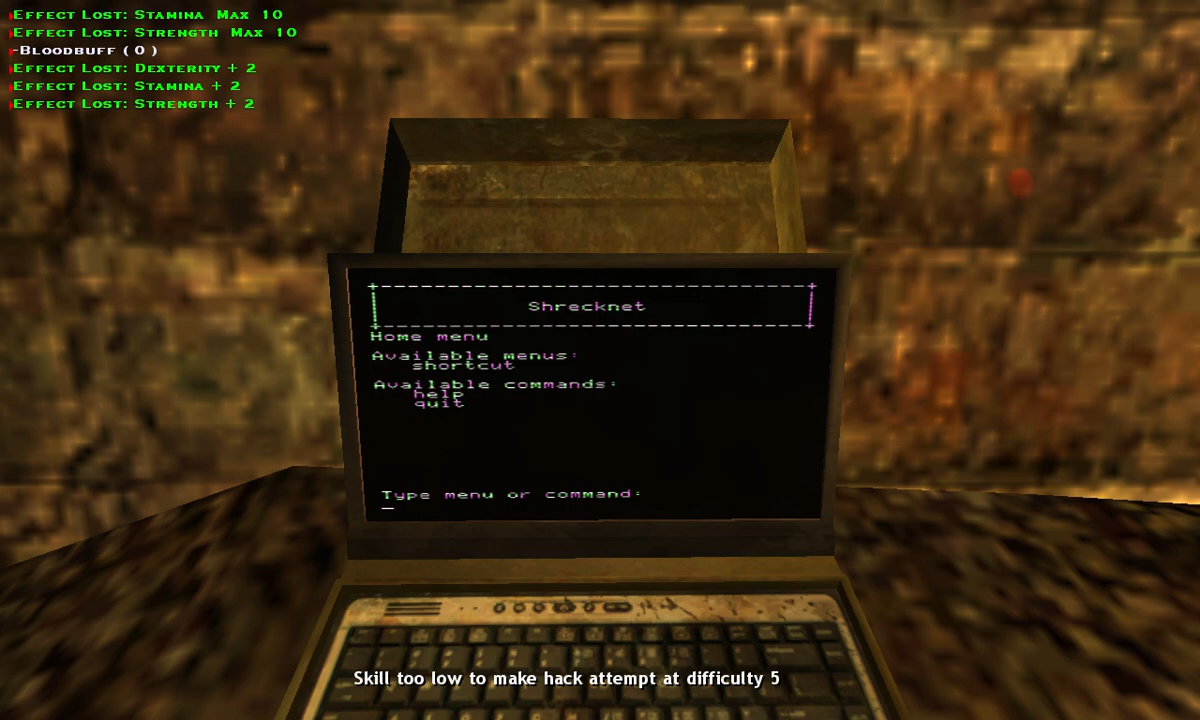 Effect Lost: Stamina Max 10
Effect Lost: Strength Max 10
-Bloodbuff ( 0 )
Effect Lost: Dexterity + 2
Effect Lost: Stamina + 2
Effect Lost: Strength + 2
Shrecknet
Home menu
Available menus:
shortcut
Available commands:
help
quit
Type menu or command:
_
Skill too low to make hack attempt at difficulty 5